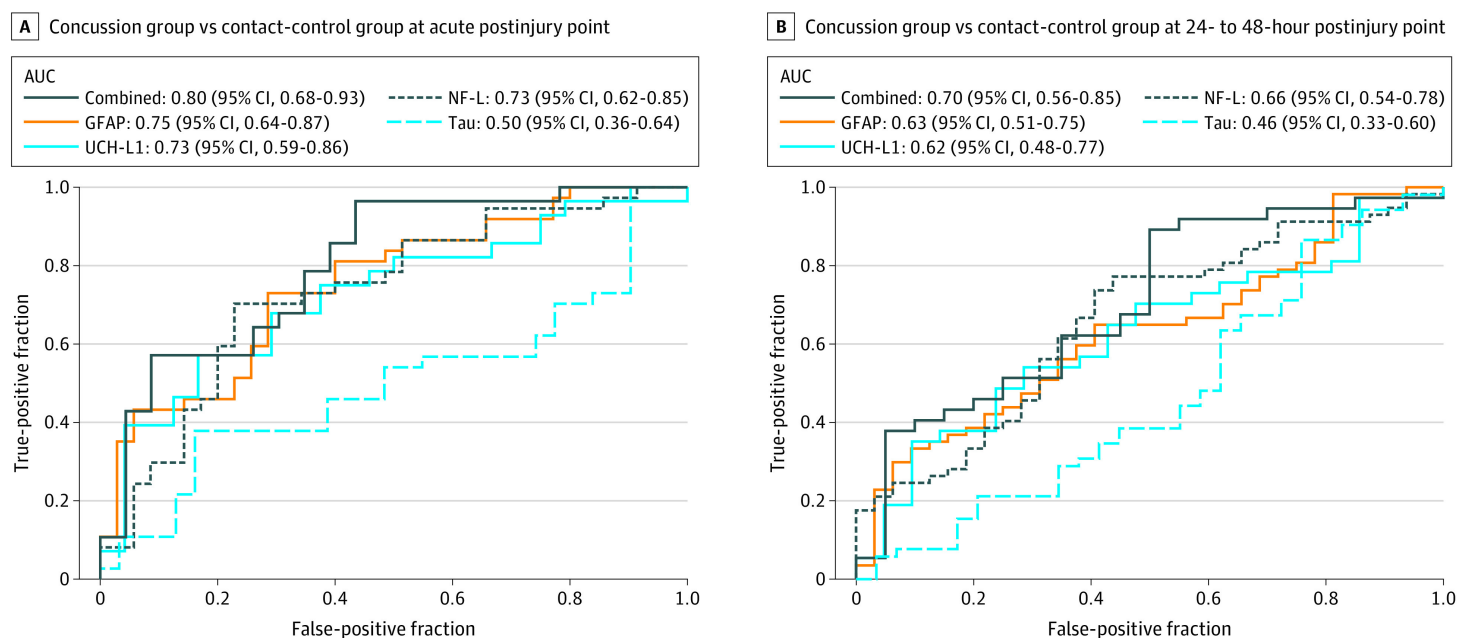 A Concussion group vs contact-control group at acute postinjury point
AUC
Combined: 0.80 (95% CI, 0.68-0.93)
GFAP: 0.75 (95% CI, 0.64-0.87)
UCH-L1: 0.73 (95% CI, 0.59-0.86)
NF-L: 0.73 (95% CI, 0.62-0.85)
Tau: 0.50 (95% CI, 0.36-0.64)
True-positive fraction
1.0
0.8
0.6
0.4
0.2
0
0 0.2 0.4 0.6 0.8 1.0
False-positive fraction
B Concussion group vs contact-control group at 24- to 48-hour postinjury point
AUC
Combined: 0.70 (95% CI, 0.56-0.85)
GFAP: 0.63 (95% CI, 0.51-0.75)
UCH-L1: 0.62 (95% CI, 0.48-0.77)
NF-L: 0.66 (95% CI, 0.54-0.78)
Tau: 0.46 (95% CI, 0.33-0.60)
True-positive fraction
1.0
0.8
0.6
0.4
0.2
0
0 0.2 0.4 0.6 0.8 1.0
False-positive fraction